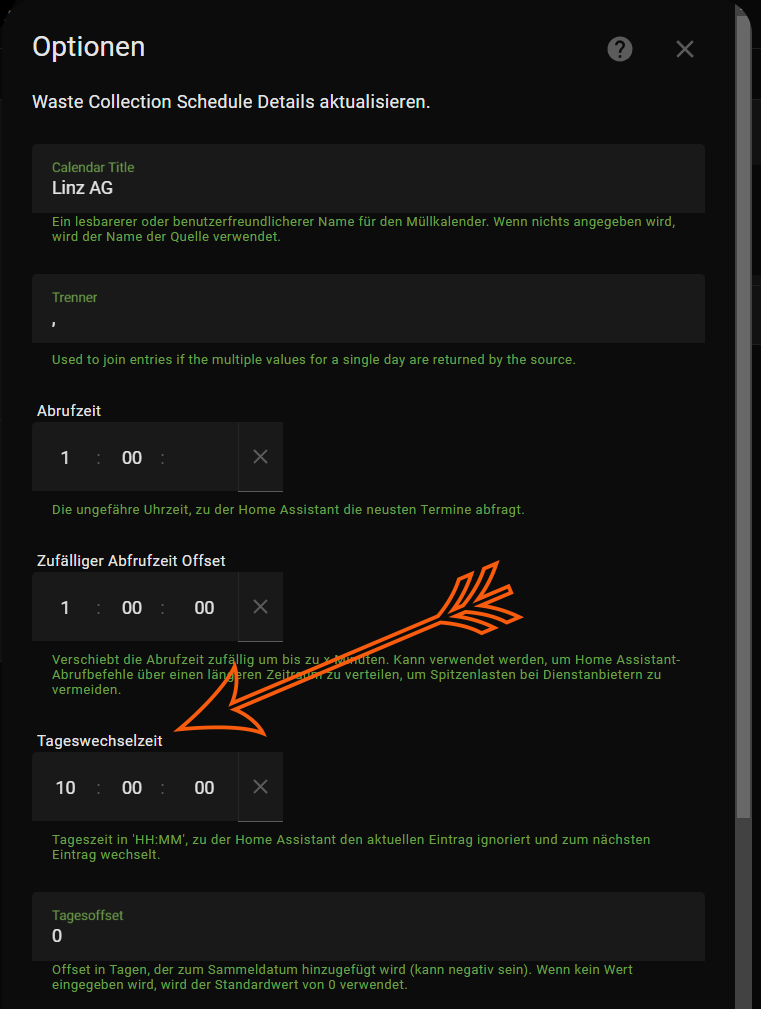 Optionen
Waste Collection Schedule Details aktualisieren.
Calendar Title
Linz AG
Ein lesbarerer oder benutzerfreundlicherer Name für den Müllkalender. Wenn nichts angegeben wird,
wird der Name der Quelle verwendet.
Trenner
,
Used to join entries if the multiple values for a single day are returned by the source.
Abrufzeit
1 : 00 :
Die ungefähre Uhrzeit, zu der Home Assistant die neusten Termine abfragt.
Zufälliger Abfrufzeit Offset
1 : 00 : 00
Verschiebt die Abrufzeit zufällig um bis zu x Minuten. Kann verwendet werden, um Home Assistant-
Abrufbefehle über einen längeren Zeitraum zu verteilen, um Spitzenlasten bei Dienstanbietern zu
vermeiden.
Tageswechselzeit
10 : 00 : 00
Tageszeit in 'HH:MM', zu der Home Assistant den aktuellen Eintrag ignoriert und zum nächsten
Eintrag wechselt.
Tagesoffset
0
Offset in Tagen, der zum Sammeldatum hinzugefügt wird (kann negativ sein). Wenn kein Wert
eingegeben wird, wird der Standardwert von 0 verwendet.